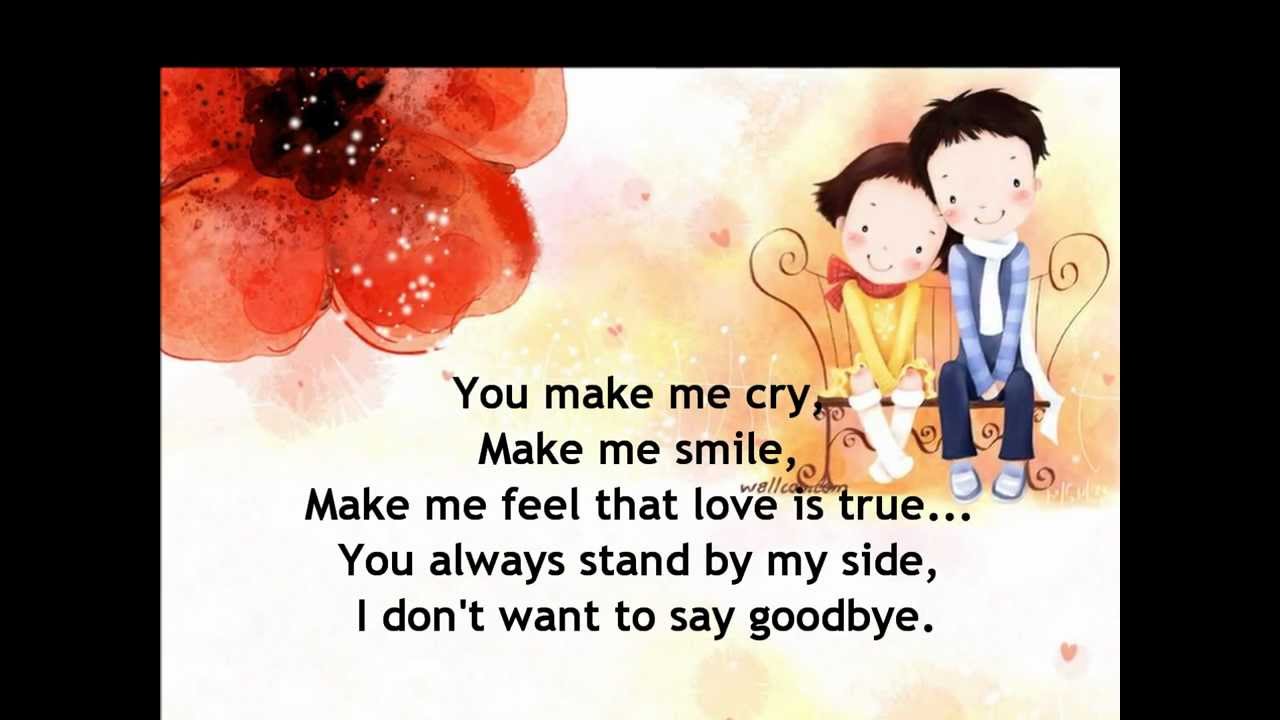 You make me cry,
Make me smile,
Make me feel that love is true...
You always stand by my side,
I don't want to say goodbye.